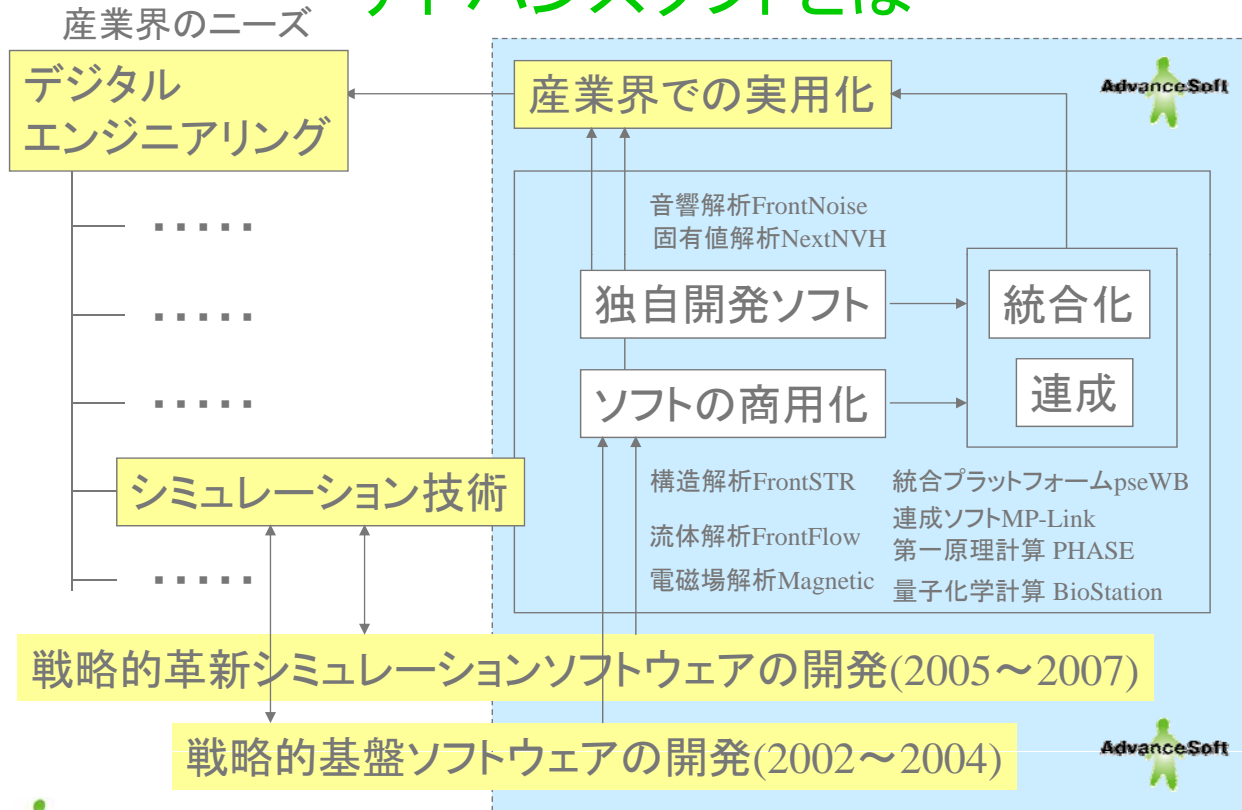 アドバンスソフトとは
産業界のニーズ
デジタル
エンジニアリング
産業界での実用化
AdvanceSoft
・・・・・
・・・・・
・・・・・
音響解析FrontNoise
固有値解析NextNVH
独自開発ソフト
統合化
ソフトの商用化
連成
シミュレーション技術
・・・・・
構造解析FrontSTR
流体解析FrontFlow
電磁場解析Magnetic
統合プラットフォームpseWB
連成ソフトMP-Link
第一原理計算 PHASE
量子化学計算 BioStation
戦略的革新シミュレーションソフトウェアの開発(2005～2007)
戦略的基盤ソフトウェアの開発(2002～2004)
AdvanceSoft